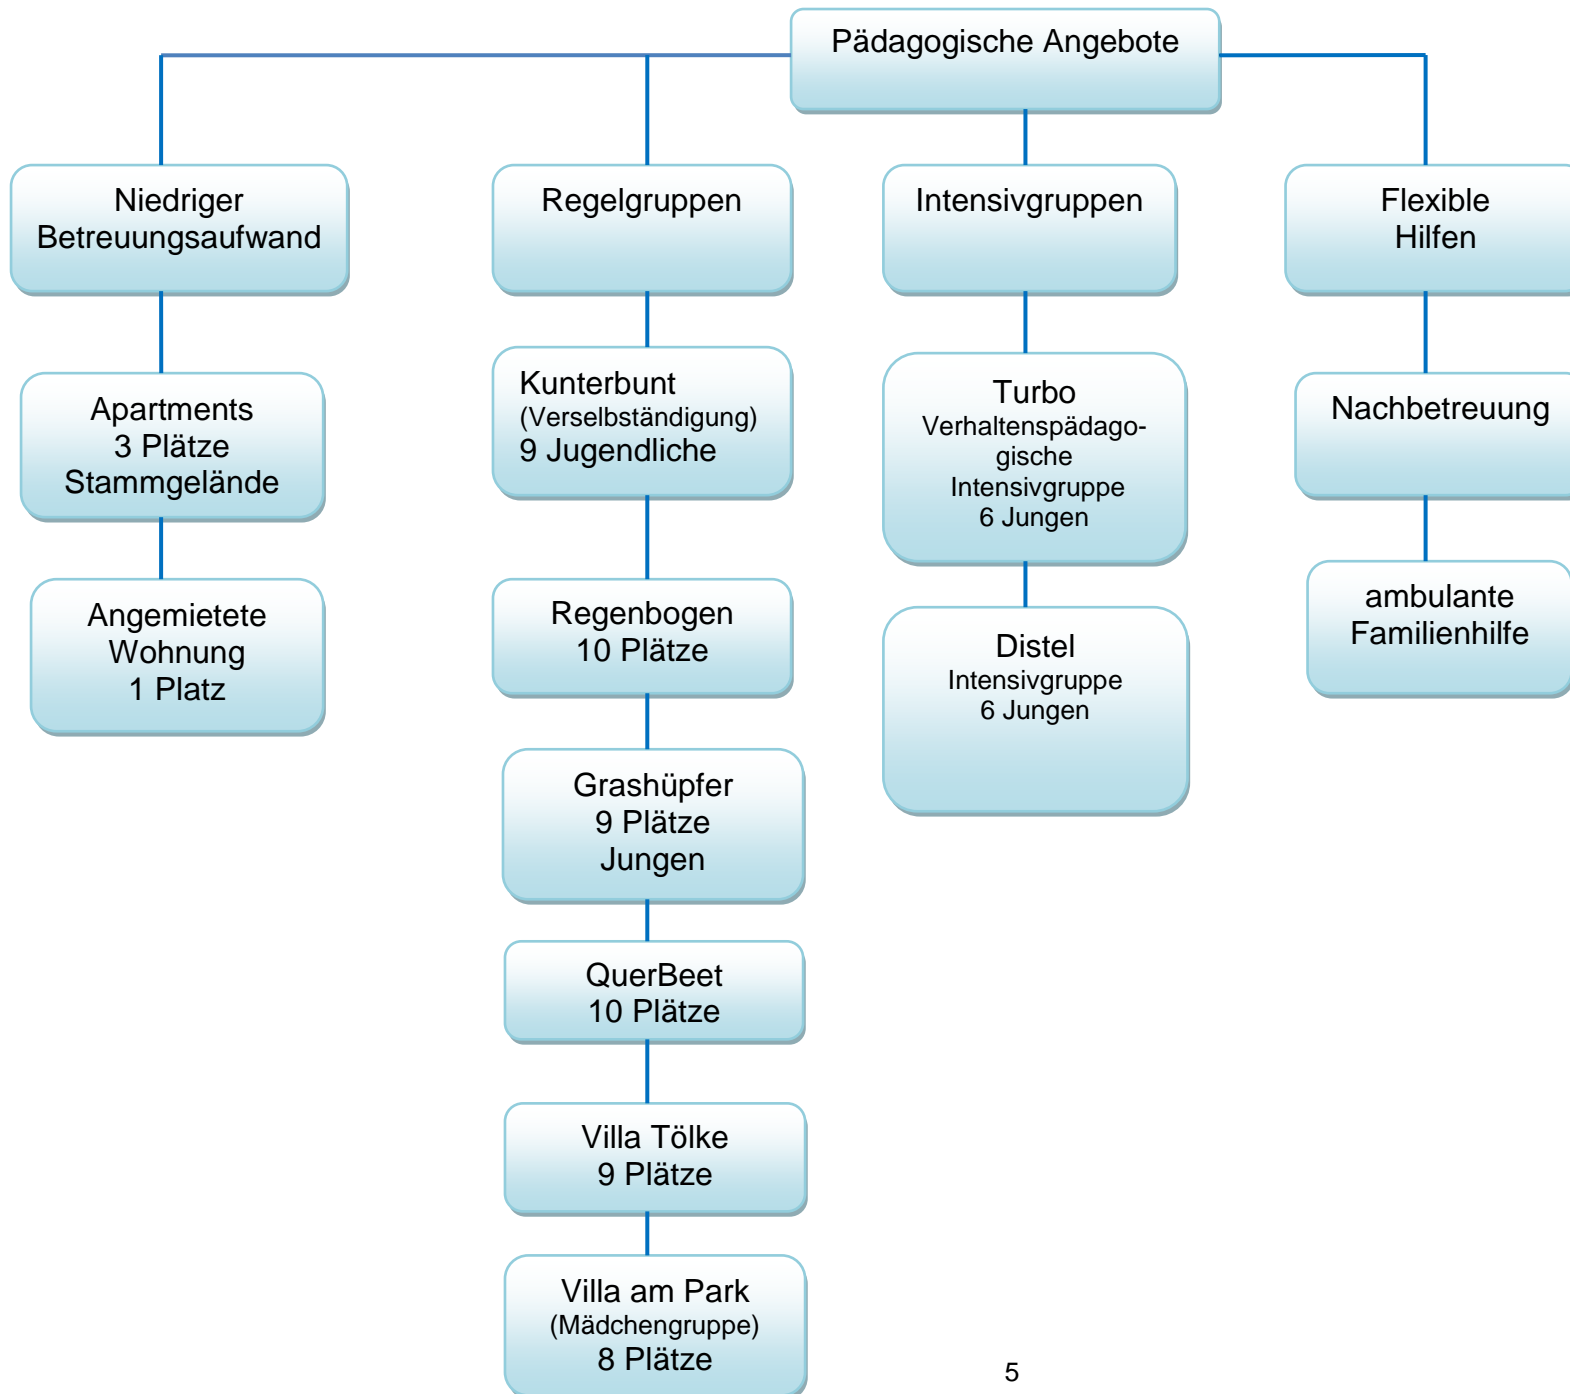 Pädagogische Angebote
Niedriger
Betreuungsaufwand
Apartments
3 Plätze
Stammgelände
Angemietete
Wohnung
1 Platz
Regelgruppen
Kunterbunt
(Verselbständigung)
9 Jugendliche
Regenbogen
10 Plätze
Grashüpfer
9 Plätze
Jungen
QuerBeet
10 Plätze
Villa Tölke
9 Plätze
Villa am Park
(Mädchengruppe)
8 Plätze
Intensivgruppen
Turbo
Verhaltenspädago-
gische
Intensivgruppe
6 Jungen
Distel
Intensivgruppe
6 Jungen
Flexible
Hilfen
Nachbetreuung
ambulante
Familienhilfe
5